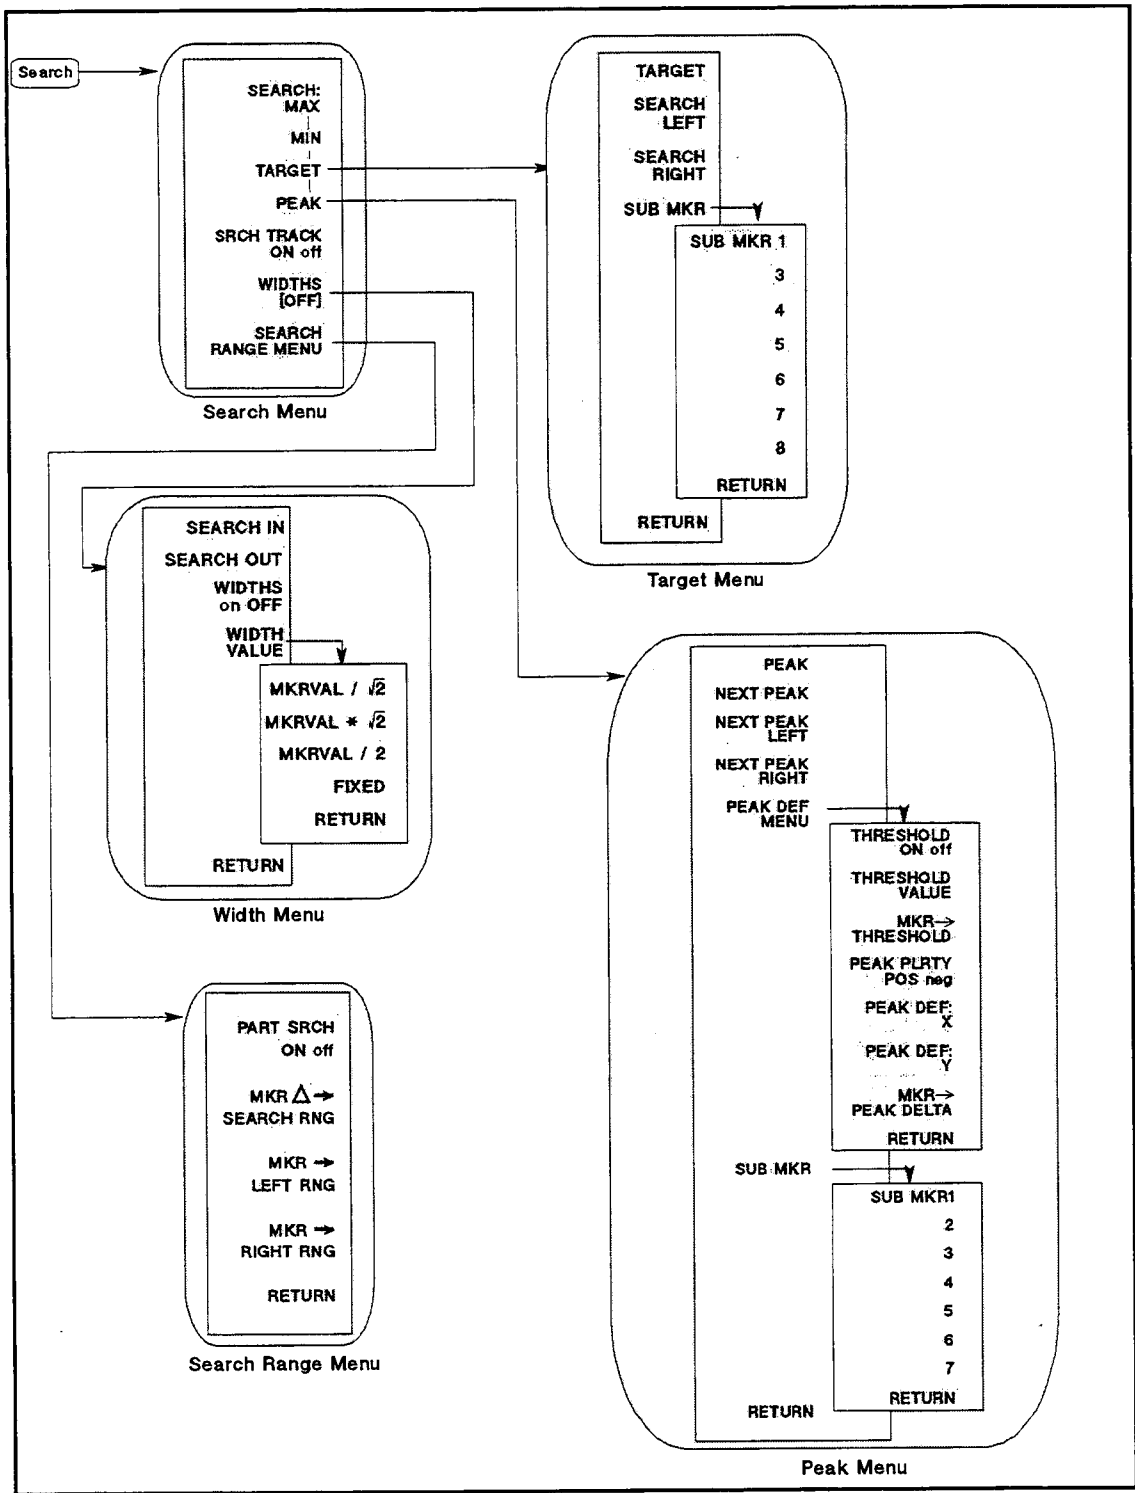 Search
SEARCH:
MAX
MIN
TARGET
PEAK
SRCH TRACK
ON off
WIDTHS
[OFF]
SEARCH
RANGE MENU
Search Menu
TARGET
SEARCH
LEFT
SEARCH
RIGHT
SUB MKR
SUB MKR 1
3
4
5
6
7
8
RETURN
RETURN
Target Menu
SEARCH IN
SEARCH OUT
WIDTHS
on OFF
WIDTH
VALUE
MKRVAL / √2
MKRVAL * √2
MKRVAL / 2
FIXED
RETURN
RETURN
Width Menu
PEAK
NEXT PEAK
NEXT PEAK
LEFT
NEXT PEAK
RIGHT
PEAK DEF
MENU
THRESHOLD
ON off
THRESHOLD
VALUE
MKR→
THRESHOLD
PEAK PLRTY
POS neg
PEAK DEF:
X
PEAK DEF:
Y
MKR→
PEAK DELTA
RETURN
SUB MKR
SUB MKR1
2
3
4
5
6
7
RETURN
RETURN
Peak Menu
PART SRCH
ON off
MKR Δ→
SEARCH RNG
MKR →
LEFT RNG
MKR →
RIGHT RNG
RETURN
Search Range Menu